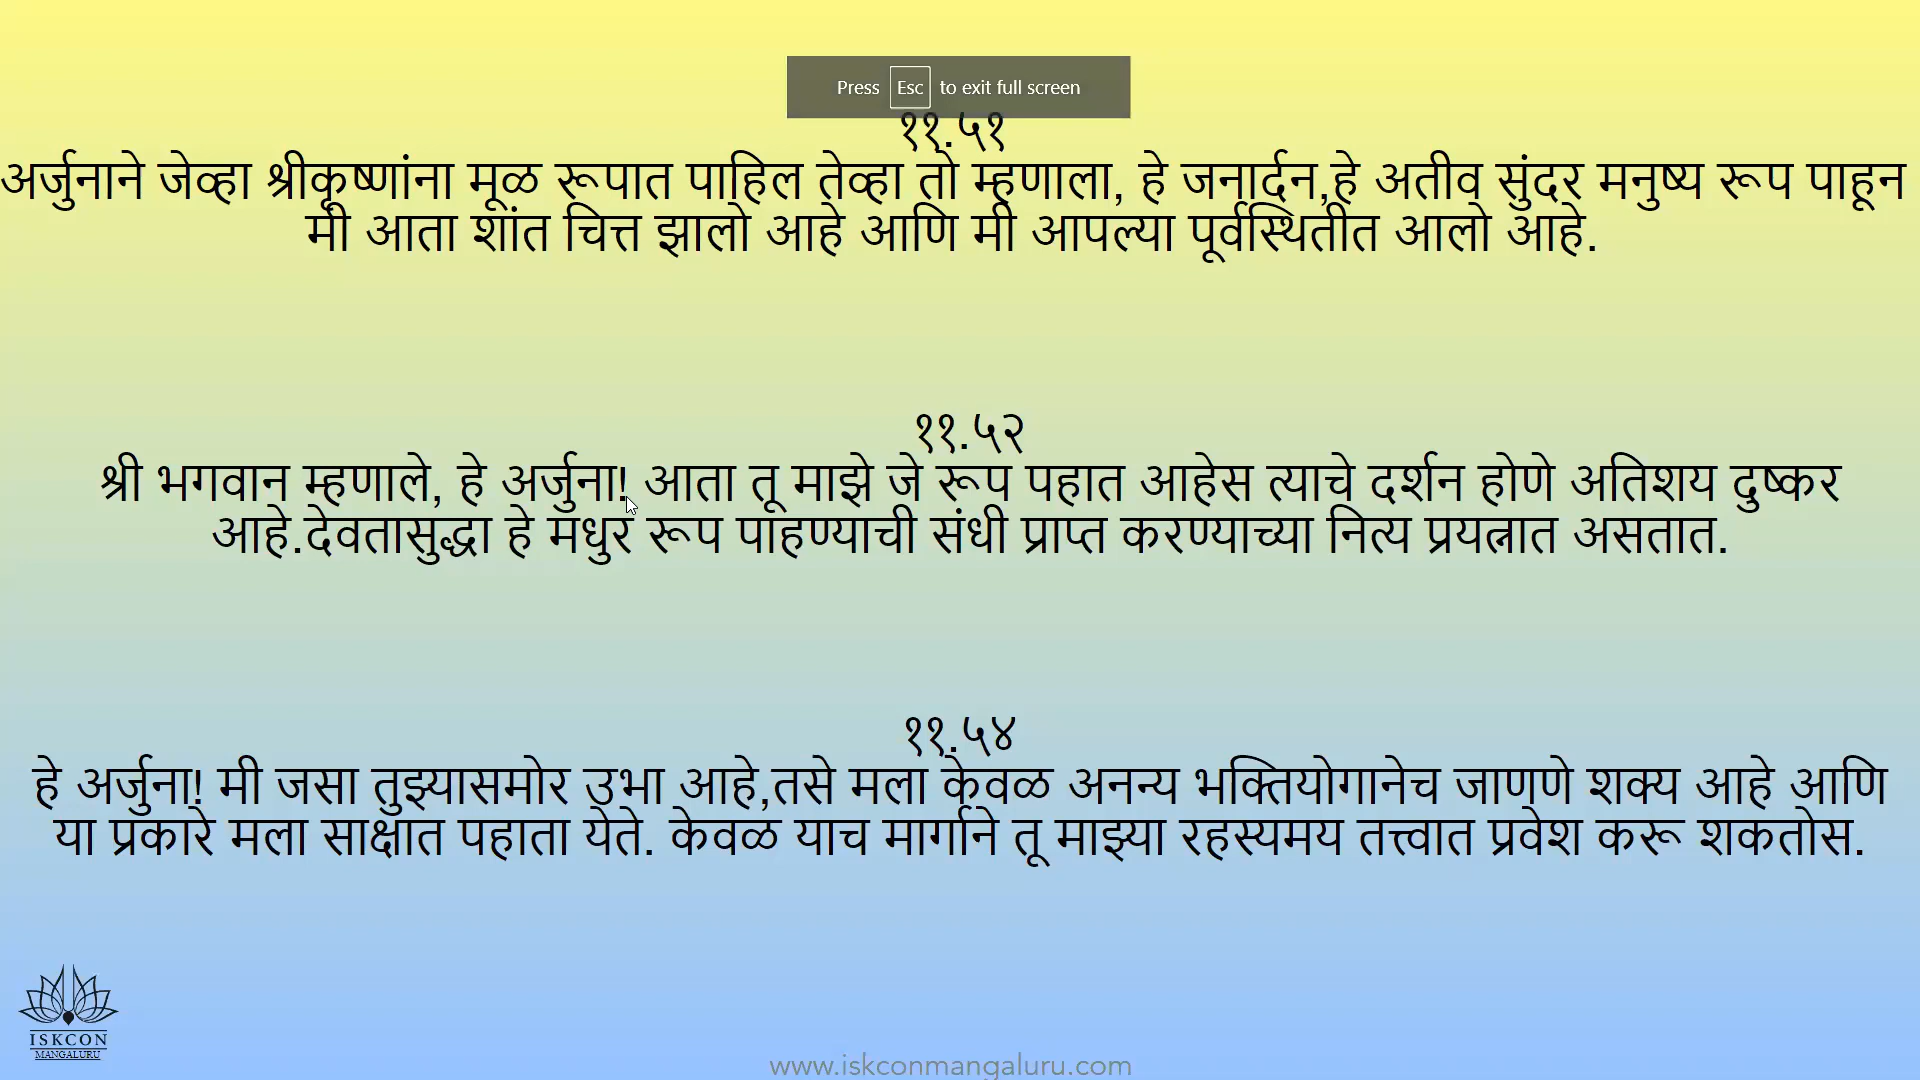 Press Esc to exit full screen
११.५१
अर्जुनाने जेव्हा श्रीकृष्णांना मूळ रूपात पाहिल तेव्हा तो म्हणाला, हे जनार्दन,हे अतीव सुंदर मनुष्य रूप पाहून
मी आता शांत चित्त झालो आहे आणि मी आपल्या पूर्वस्थितीत आलो आहे.
११.५२
श्री भगवान म्हणाले, हे अर्जुना! आता तू माझे जे रूप पहात आहेस त्याचे दर्शन होणे अतिशय दुष्कर
आहे.देवतासुद्धा हे मधुर रूप पाहण्याची संधी प्राप्त करण्याच्या नित्य प्रयत्नात असतात.
११.५४
हे अर्जुना! मी जसा तुझ्यासमोर उभा आहे,तसे मला केवळ अनन्य भक्तियोगानेच जाणणे शक्य आहे आणि
या प्रकारे मला साक्षात पहाता येते. केवळ याच मार्गाने तू माझ्या रहस्यमय तत्त्वात प्रवेश करू शकतोस.
ISKCON
MANGALURU
www.iskconmangaluru.com